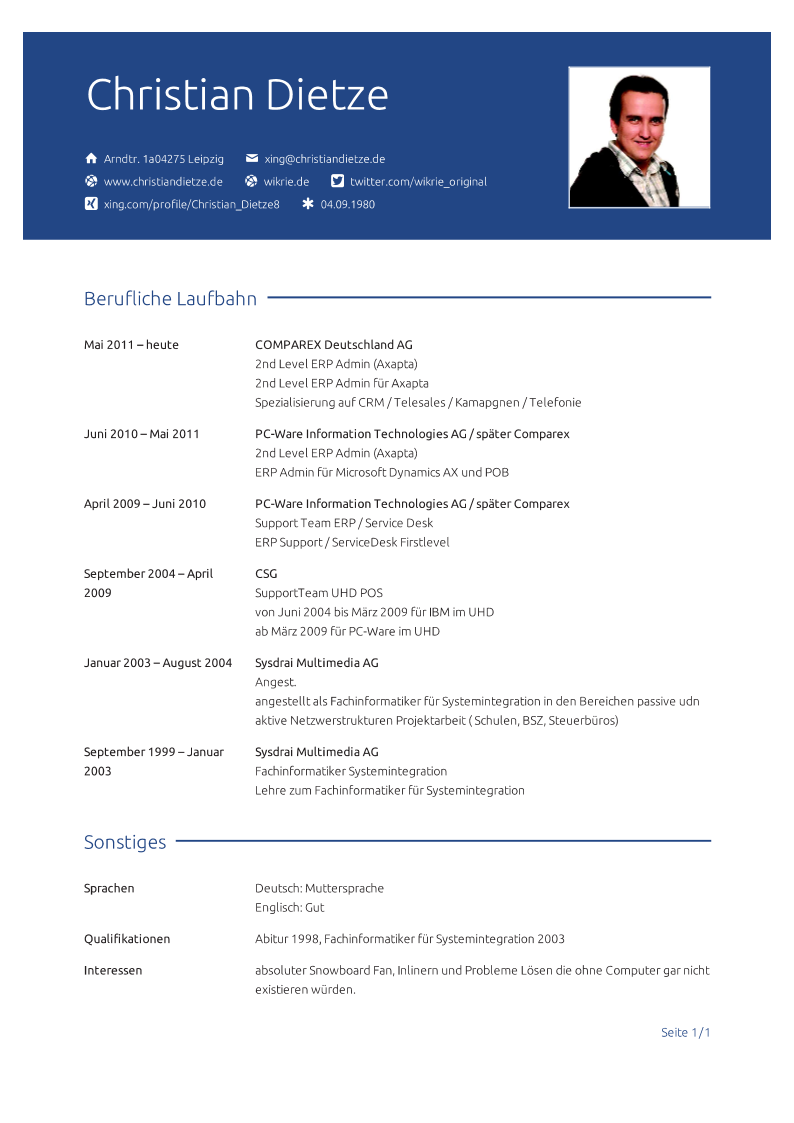 Christian Dietze
Arndtr. 1a04275 Leipzig xing@christiandietze.de
www.christiandietze.de wikrie.de twitter.com/wikrie_original
xing.com/profile/Christian_Dietze8 04.09.1980
Berufliche Laufbahn
Mai 2011 – heute COMPAREX Deutschland AG
2nd Level ERP Admin (Axapta)
2nd Level ERP Admin für Axapta
Spezialisierung auf CRM / Telesales / Kamapgnen / Telefonie
Juni 2010 – Mai 2011 PC-Ware Information Technologies AG / später Comparex
2nd Level ERP Admin (Axapta)
ERP Admin für Microsoft Dynamics AX und POB
April 2009 – Juni 2010 PC-Ware Information Technologies AG / später Comparex
Support Team ERP / Service Desk
ERP Support / ServiceDesk Firstlevel
September 2004 – April CSG
2009 SupportTeam UHD POS
von Juni 2004 bis März 2009 für IBM im UHD
ab März 2009 für PC-Ware im UHD
Januar 2003 – August 2004 Sysdrai Multimedia AG
Angest.
angestellt als Fachinformatiker für Systemintegration in den Bereichen passive udn
aktive Netzwerstrukturen Projektarbeit ( Schulen, BSZ, Steuerbüros)
September 1999 – Januar Sysdrai Multimedia AG
2003 Fachinformatiker Systemintegration
Lehre zum Fachinformatiker für Systemintegration
Sonstiges
Sprachen Deutsch: Muttersprache
Englisch: Gut
Qualifikationen Abitur 1998, Fachinformatiker für Systemintegration 2003
Interessen absoluter Snowboard Fan, Inlinern und Probleme Lösen die ohne Computer gar nicht
existieren würden.
Seite 1/1